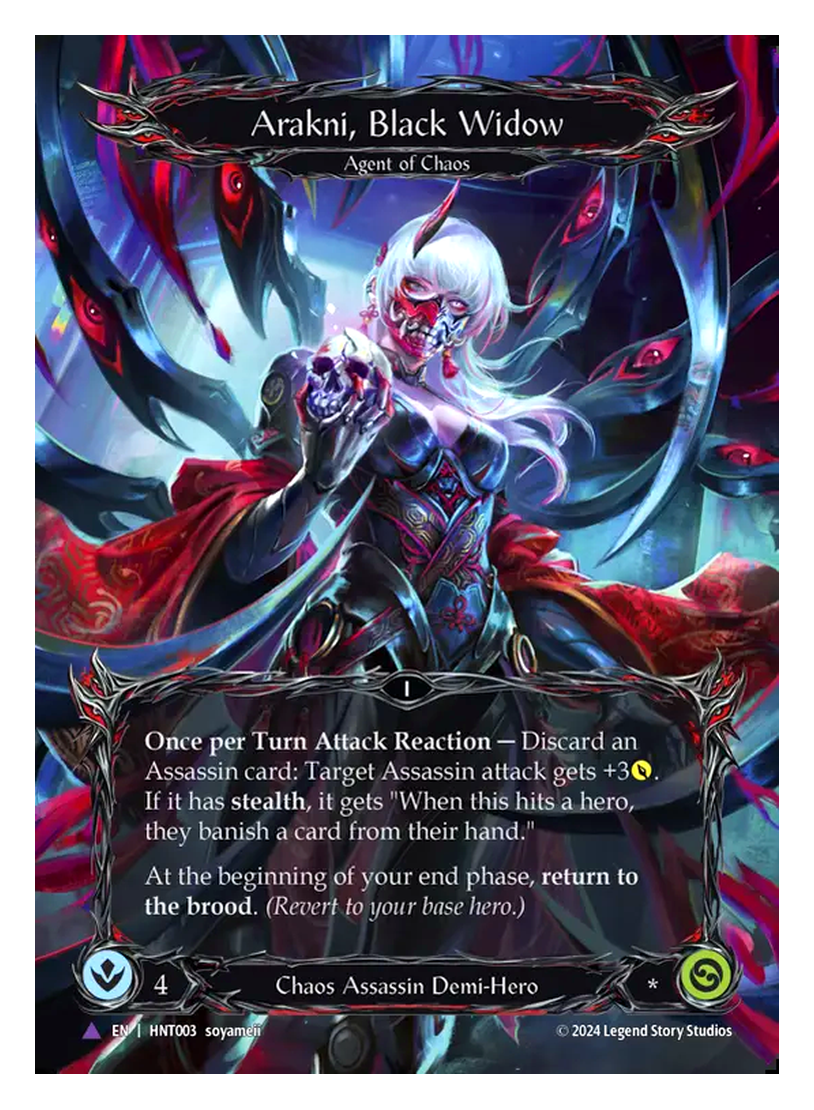 Arakni, Black Widow
Agent of Chaos
I
Once per Turn Attack Reaction — Discard an
Assassin card: Target Assassin attack gets +3.
If it has stealth, it gets "When this hits a hero,
they banish a card from their hand."
At the beginning of your end phase, return to
the brood. (Revert to your base hero.)
4
Chaos Assassin Demi-Hero
*
EN | HNT003 soyameii
© 2024 Legend Story Studios